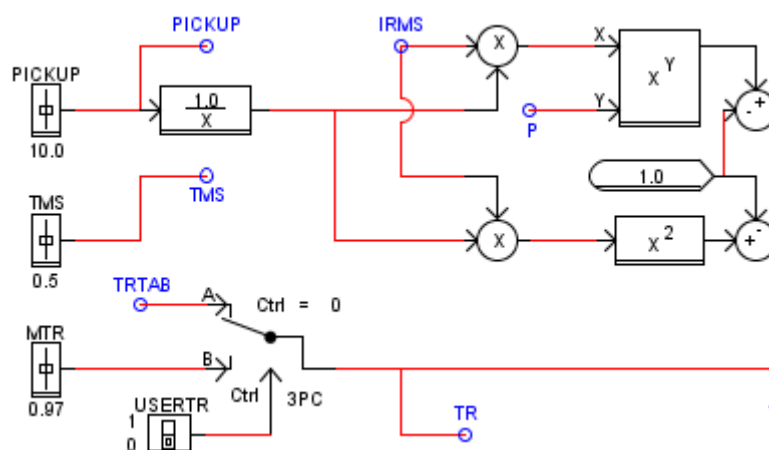 PICKUP
IRMS
X
X
PICKUP
1.0
X
X Y
Y
- +
10.0
P
TMS
TMS
1.0
0.5
X
X 2
+ -
TRTAB
A
Ctrl = 0
MTR
B
0.97
Ctrl
3PC
USERTR
1
0
TR